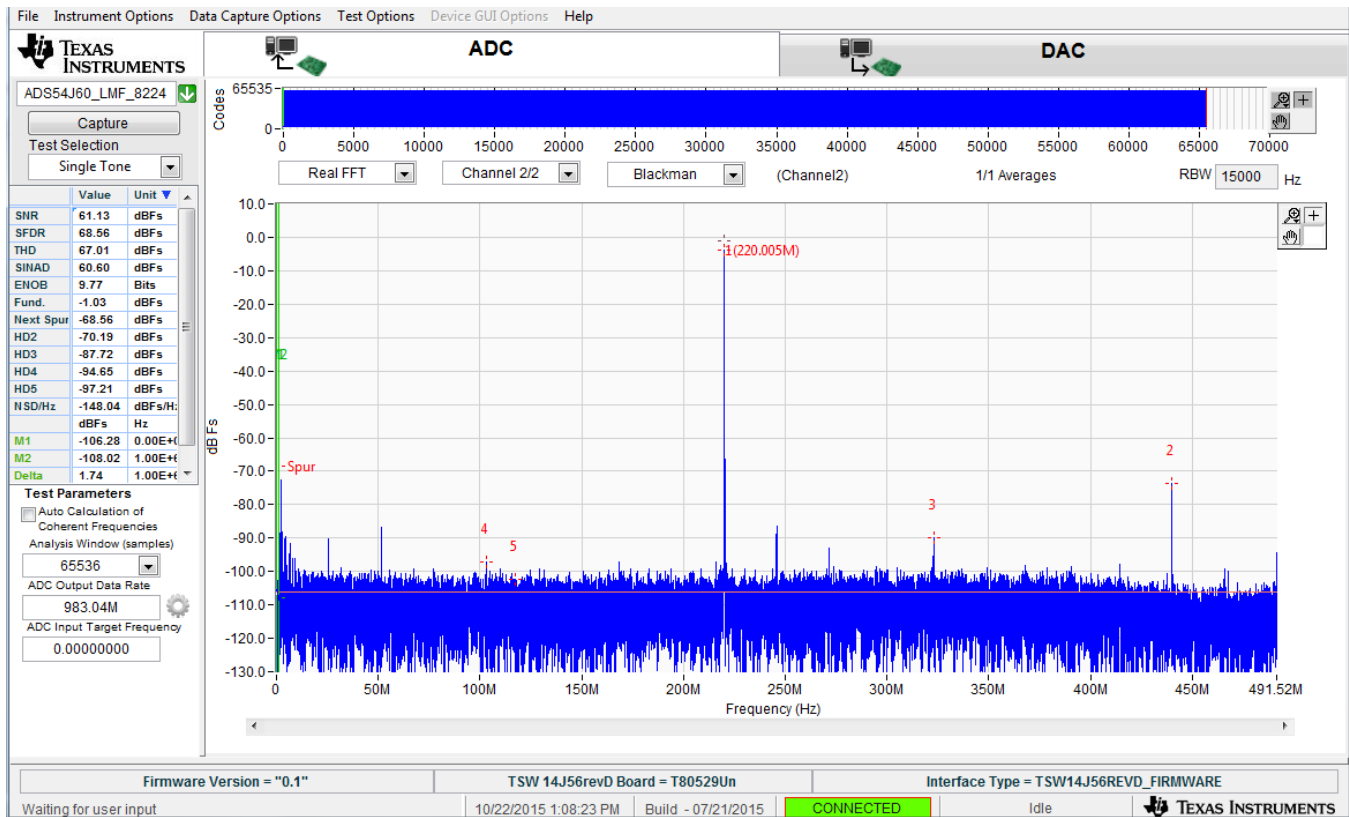 File Instrument Options Data Capture Options Test Options Device GUI Options Help
TEXAS INSTRUMENTS
ADC
DAC
ADS54J60_LMF_8224
Capture
Test Selection
Single Tone
Value Unit
SNR 61.13 dBFs
SFDR 68.56 dBFs
THD 67.01 dBFs
SINAD 60.60 dBFs
ENOB 9.77 Bits
Fund. -1.03 dBFs
Next Spur -68.56 dBFs
HD2 -70.19 dBFs
HD3 -87.72 dBFs
HD4 -94.65 dBFs
HD5 -97.21 dBFs
NSD/Hz -148.04 dBFs/H
dBFs Hz
M1 -106.28 0.00E+
M2 -108.02 1.00E+
Delta 1.74 1.00E+
Test Parameters
Auto Calculation of
Coherent Frequencies
Analysis Window (samples)
65536
ADC Output Data Rate
983.04M
ADC Input Target Frequency
0.00000000
Codes
65535
0
0 5000 10000 15000 20000 25000 30000 35000 40000 45000 50000 55000 60000 65000 70000
Real FFT Channel 2/2 Blackman (Channel2) 1/1 Averages RBW 15000 Hz
dB Fs
10.0
0.0
-10.0
-20.0
-30.0
-40.0
-50.0
-60.0
-70.0
-80.0
-90.0
-100.0
-110.0
-120.0
-130.0
1(220.005M)
Spur
2
3
4
5
0 50M 100M 150M 200M 250M 300M 350M 400M 450M 491.52M
Frequency (Hz)
Firmware Version = "0.1" TSW 14J56revD Board = T80529Un Interface Type = TSW14J56REVD_FIRMWARE
Waiting for user input 10/22/2015 1:08:23 PM Build - 07/21/2015 CONNECTED Idle TEXAS INSTRUMENTS